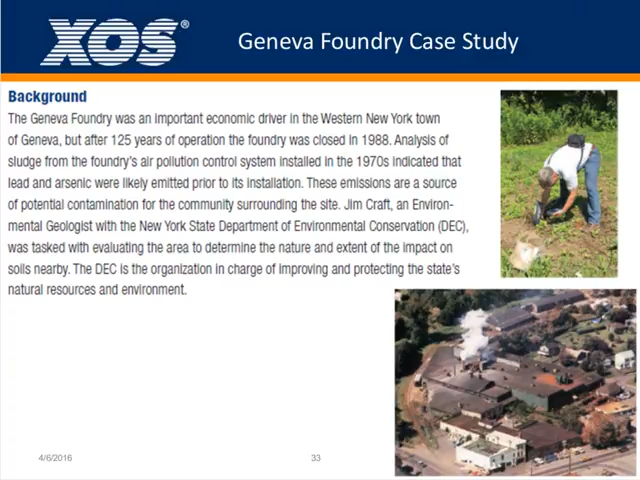 XOS®
Geneva Foundry Case Study
Background
The Geneva Foundry was an important economic driver in the Western New York town
of Geneva, but after 125 years of operation the foundry was closed in 1988. Analysis of
sludge from the foundry's air pollution control system installed in the 1970s indicated that
lead and arsenic were likely emitted prior to its installation. These emissions are a source
of potential contamination for the community surrounding the site. Jim Craft, an Environ-
mental Geologist with the New York State Department of Environmental Conservation (DEC),
was tasked with evaluating the area to determine the nature and extent of the impact on
soils nearby. The DEC is the organization in charge of improving and protecting the state's
natural resources and environment.
4/6/2016
33